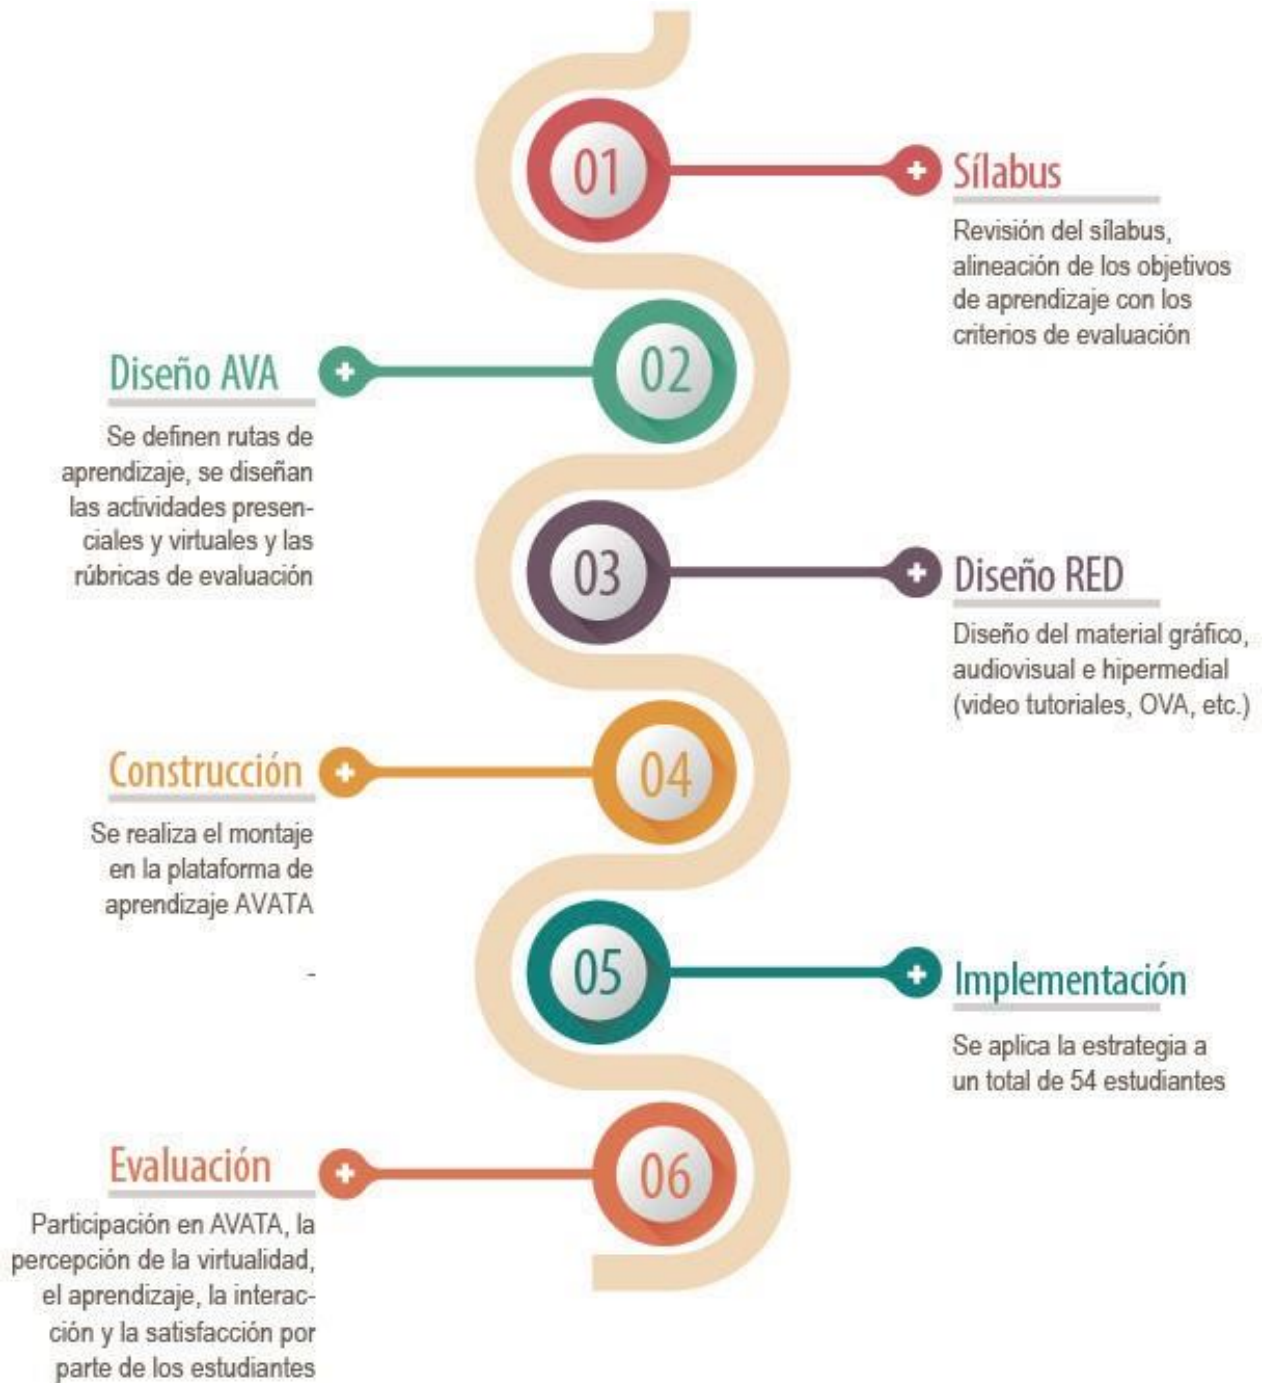 01
Sílabus
Revisión del sílabus,
alineación de los objetivos
de aprendizaje con los
criterios de evaluación
02
Diseño AVA
Se definen rutas de
aprendizaje, se diseñan
las actividades presen-
ciales y virtuales y las
rúbricas de evaluación
03
Diseño RED
Diseño del material gráfico,
audiovisual e hipermedial
(video tutoriales, OVA, etc.)
04
Construcción
Se realiza el montaje
en la plataforma de
aprendizaje AVATA
-
05
Implementación
Se aplica la estrategia a
un total de 54 estudiantes
06
Evaluación
Participación en AVATA, la
percepción de la virtualidad,
el aprendizaje, la interac-
ción y la satisfacción por
parte de los estudiantes